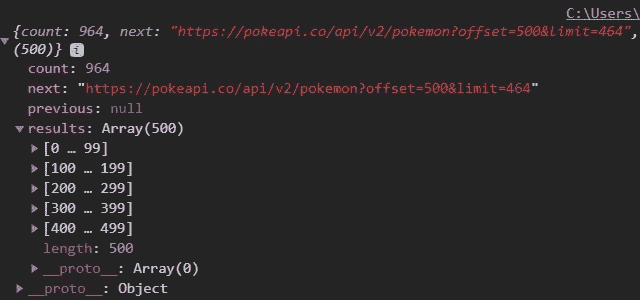 C:\Users\
{count: 964, next: "https://pokeapi.co/api/v2/pokemon?offset=500&limit=464",
(500)} i
count: 964
next: "https://pokeapi.co/api/v2/pokemon?offset=500&limit=464"
previous: null
results: Array(500)
[0 … 99]
[100 … 199]
[200 … 299]
[300 … 399]
[400 … 499]
length: 500
__proto__: Array(0)
__proto__: Object